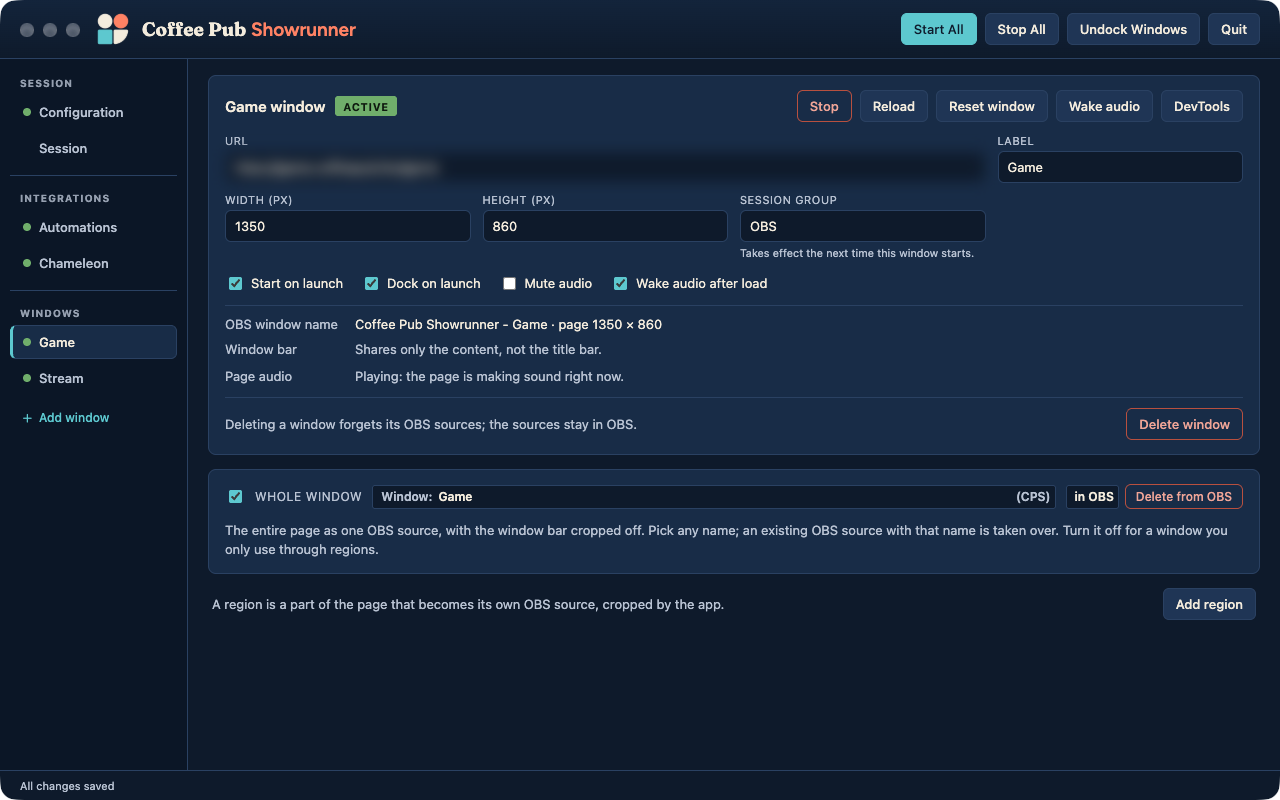 Coffee Pub Showrunner
Start All
Stop All
Undock Windows
Quit
SESSION
Configuration
Session
INTEGRATIONS
Automations
Chameleon
WINDOWS
Game
Stream
+ Add window
Game window
ACTIVE
Stop
Reload
Reset window
Wake audio
DevTools
URL
LABEL
Game
WIDTH (PX)
HEIGHT (PX)
SESSION GROUP
1350
860
OBS
Takes effect the next time this window starts.
Start on launch
Dock on launch
Mute audio
Wake audio after load
OBS window name
Coffee Pub Showrunner - Game · page 1350 × 860
Window bar
Shares only the content, not the title bar.
Page audio
Playing: the page is making sound right now.
Deleting a window forgets its OBS sources; the sources stay in OBS.
Delete window
WHOLE WINDOW
Window: Game
(CPS)
in OBS
Delete from OBS
The entire page as one OBS source, with the window bar cropped off. Pick any name; an existing OBS source with that name is taken over. Turn it off for a window you
only use through regions.
A region is a part of the page that becomes its own OBS source, cropped by the app.
Add region
All changes saved